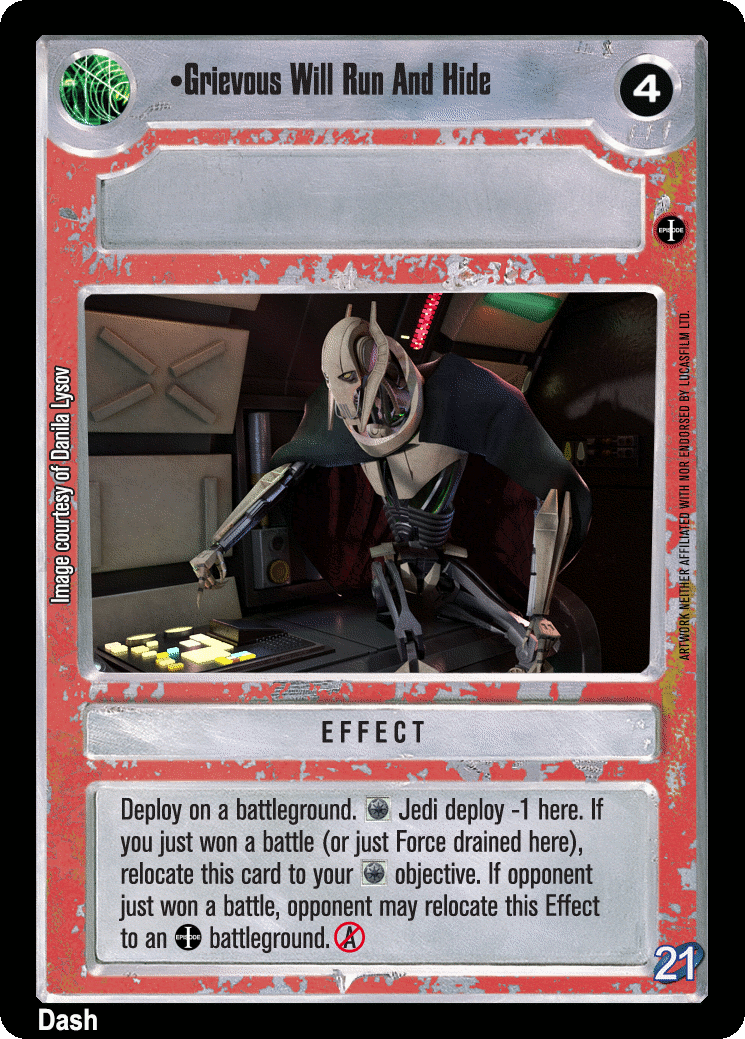 •Grievous Will Run And Hide
4
EPISODE I
Image courtesy of Danila Lysov
ARTWORK NEITHER AFFILIATED WITH NOR ENDORSED BY LUCASFILM LTD.
EFFECT
Deploy on a battleground. Jedi deploy -1 here. If
you just won a battle (or just Force drained here),
relocate this card to your objective. If opponent
just won a battle, opponent may relocate this Effect
to an EPISODE I battleground. A
21
Dash